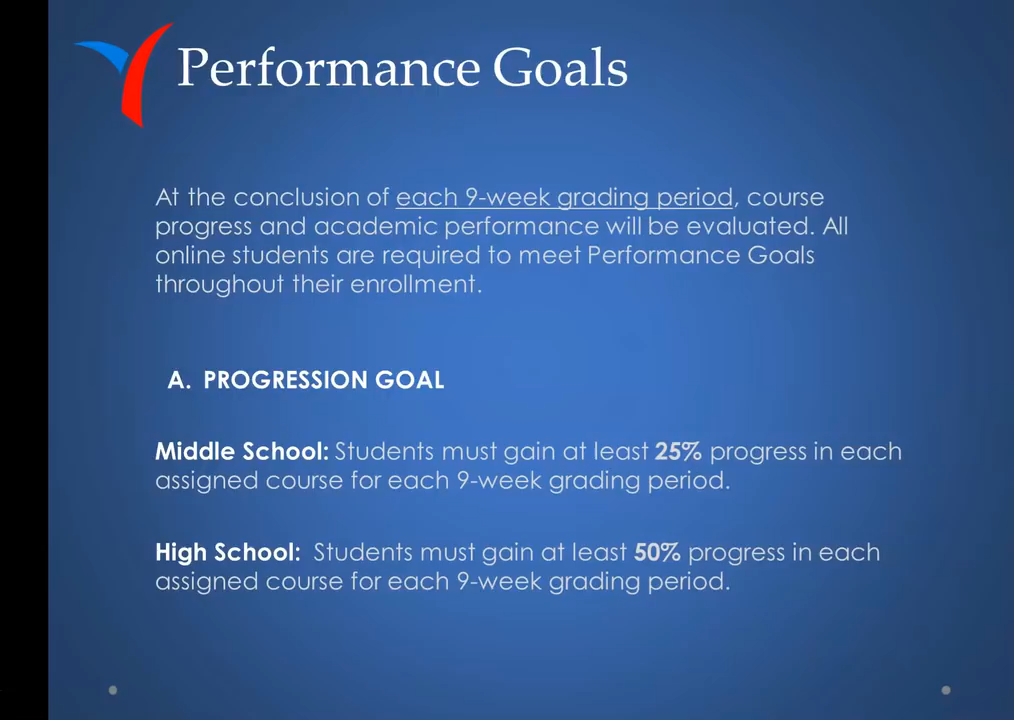 Performance Goals
At the conclusion of each 9-week grading period, course
progress and academic performance will be evaluated. All
online students are required to meet Performance Goals
throughout their enrollment.
A. PROGRESSION GOAL
Middle School: Students must gain at least 25% progress in each
assigned course for each 9-week grading period.
High School: Students must gain at least 50% progress in each
assigned course for each 9-week grading period.